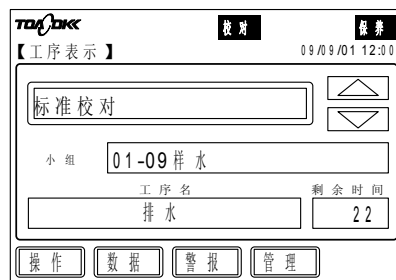 TOADKK 校对 保养
【工序表示】 09/09/01 12:00
标准校对
小组 01-09样水
工序名 剩余时间
排水 22
操作 数据 警报 管理